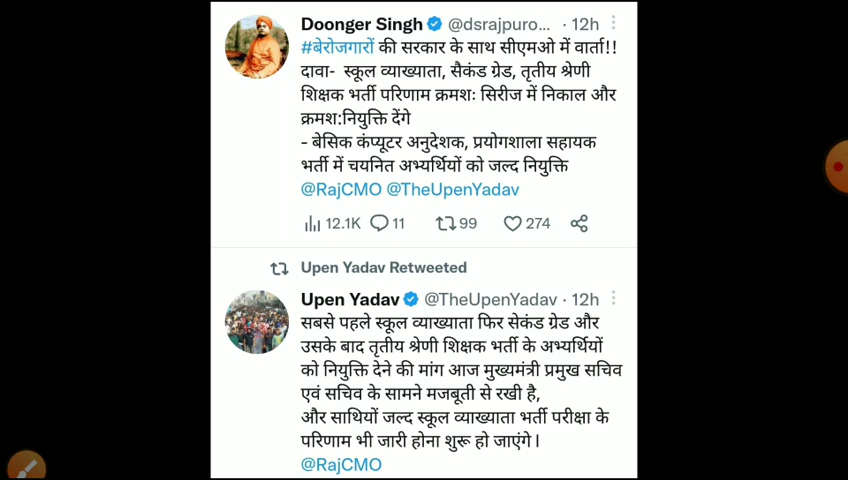 Doonger Singh @dsrajpuro... · 12h
#बेरोजगारों की सरकार के साथ सीएमओ में वार्ता!!
दावा- स्कूल व्याख्याता, सैकंड ग्रेड, तृतीय श्रेणी
शिक्षक भर्ती परिणाम क्रमशः सिरीज में निकाल और
क्रमश:नियुक्ति देंगे
- बेसिक कंप्यूटर अनुदेशक, प्रयोगशाला सहायक
भर्ती में चयनित अभ्यर्थियों को जल्द नियुक्ति
@RajCMO @TheUpenYadav
12.1K 11 99 274
Upen Yadav Retweeted
Upen Yadav @TheUpenYadav · 12h
सबसे पहले स्कूल व्याख्याता फिर सेकंड ग्रेड और
उसके बाद तृतीय श्रेणी शिक्षक भर्ती के अभ्यर्थियों
को नियुक्ति देने की मांग आज मुख्यमंत्री प्रमुख सचिव
एवं सचिव के सामने मजबूती से रखी है,
और साथियों जल्द स्कूल व्याख्याता भर्ती परीक्षा के
परिणाम भी जारी होना शुरू हो जाएंगे।
@RajCMO